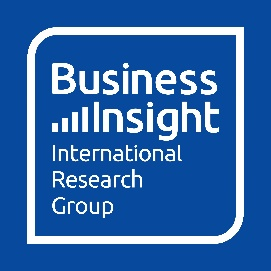 Business
Insight
International
Research
Group